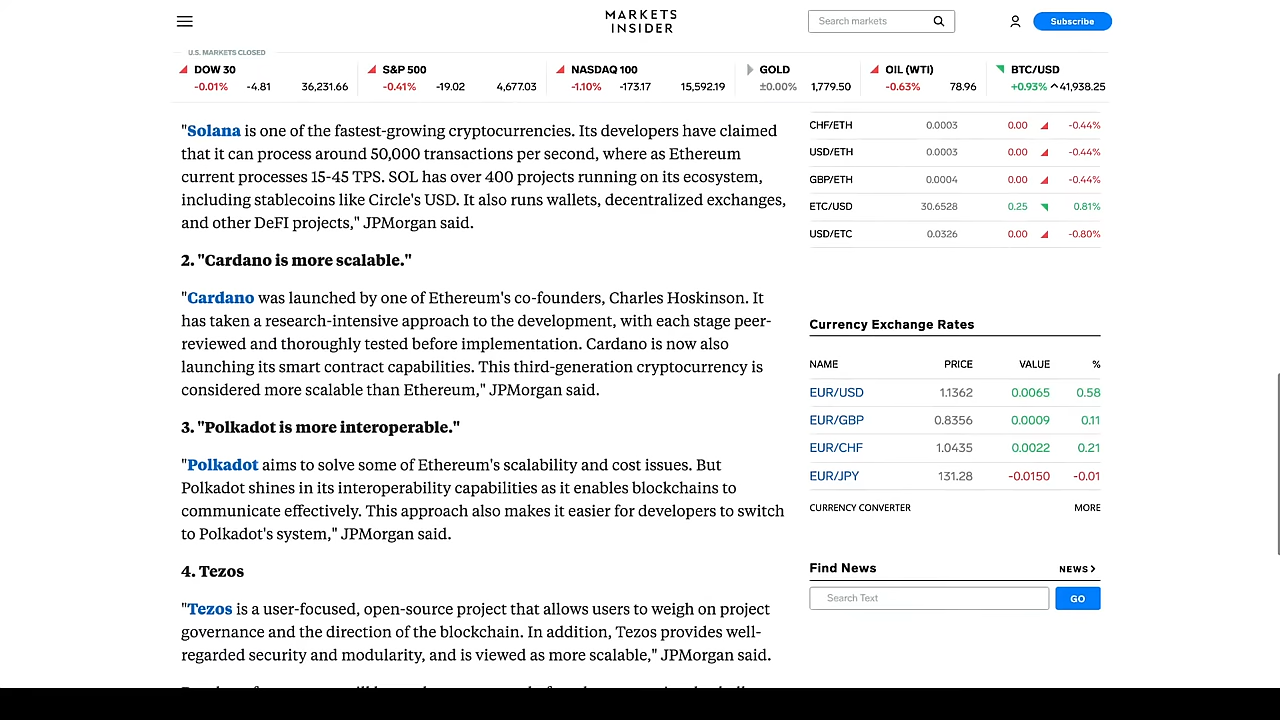 MARKETS
INSIDER
Search markets
Subscribe
U.S. MARKETS CLOSED
DOW 30
-0.01% -4.81 36,231.66
S&P 500
-0.41% -19.02 4,677.03
NASDAQ 100
-1.10% -173.17 15,592.19
GOLD
±0.00% 1,779.50
OIL (WTI)
-0.63% 78.96
BTC/USD
+0.93% 41,938.25
"Solana is one of the fastest-growing cryptocurrencies. Its developers have claimed
that it can process around 50,000 transactions per second, where as Ethereum
current processes 15-45 TPS. SOL has over 400 projects running on its ecosystem,
including stablecoins like Circle's USD. It also runs wallets, decentralized exchanges,
and other DeFI projects," JPMorgan said.
2. "Cardano is more scalable."
"Cardano was launched by one of Ethereum's co-founders, Charles Hoskinson. It
has taken a research-intensive approach to the development, with each stage peer-
reviewed and thoroughly tested before implementation. Cardano is now also
launching its smart contract capabilities. This third-generation cryptocurrency is
considered more scalable than Ethereum," JPMorgan said.
3. "Polkadot is more interoperable."
"Polkadot aims to solve some of Ethereum's scalability and cost issues. But
Polkadot shines in its interoperability capabilities as it enables blockchains to
communicate effectively. This approach also makes it easier for developers to switch
to Polkadot's system," JPMorgan said.
4. Tezos
"Tezos is a user-focused, open-source project that allows users to weigh on project
governance and the direction of the blockchain. In addition, Tezos provides well-
regarded security and modularity, and is viewed as more scalable," JPMorgan said.
CHF/ETH 0.0003 0.00 -0.44%
USD/ETH 0.0003 0.00 -0.44%
GBP/ETH 0.0004 0.00 -0.44%
ETC/USD 30.6528 0.25 0.81%
USD/ETC 0.0326 0.00 -0.80%
Currency Exchange Rates
NAME PRICE VALUE %
EUR/USD 1.1362 0.0065 0.58
EUR/GBP 0.8356 0.0009 0.11
EUR/CHF 1.0435 0.0022 0.21
EUR/JPY 131.28 -0.0150 -0.01
CURRENCY CONVERTER MORE
Find News NEWS
Search Text GO